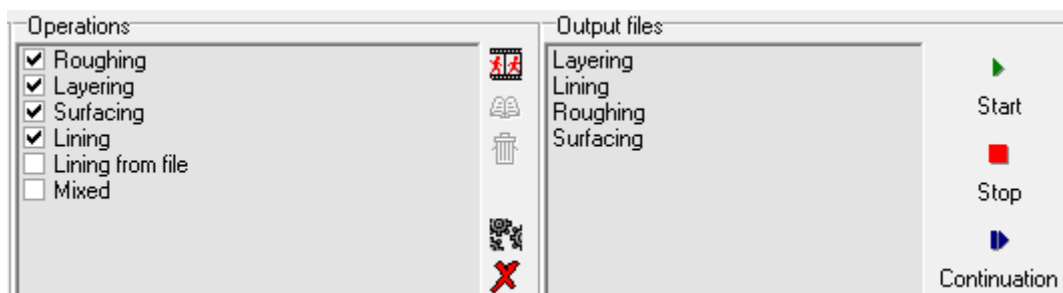 Operations
Roughing
Layering
Surfacing
Lining
Lining from file
Mixed
Output files
Layering
Lining
Roughing
Surfacing
Start
Stop
Continuation